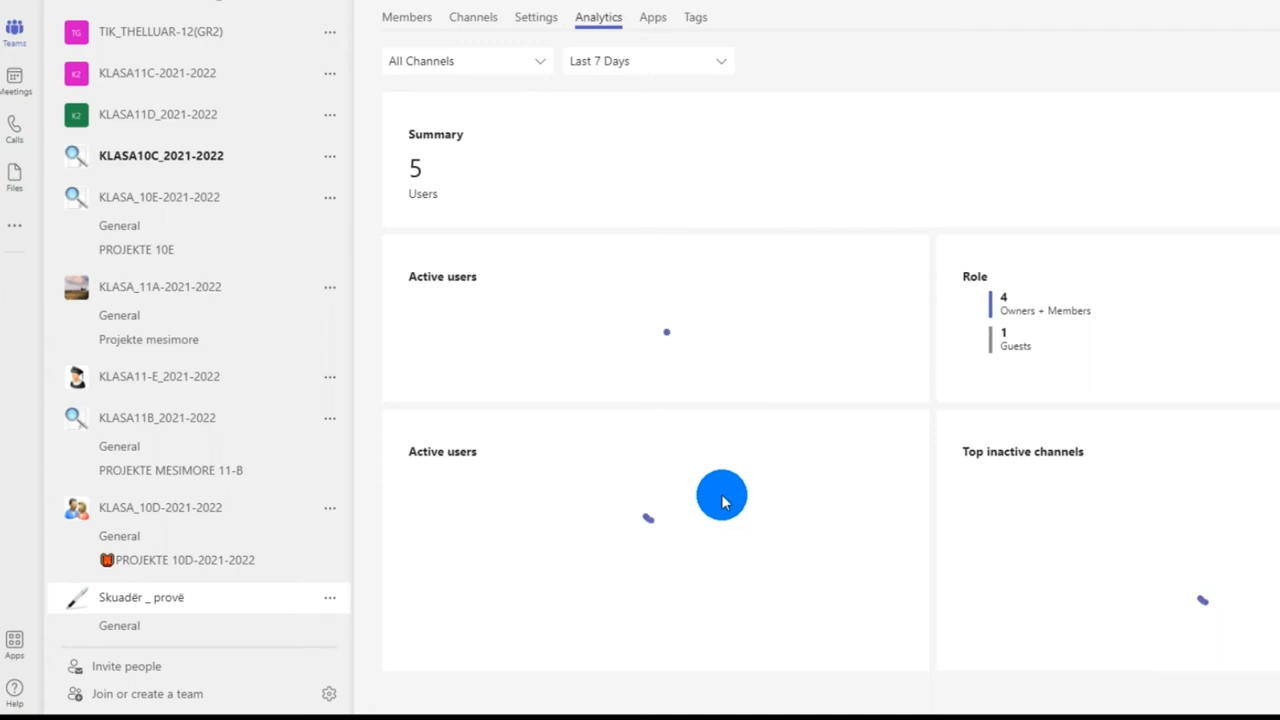 Teams
Meetings
Calls
Files
Apps
Help
TG TIK_THELLUAR-12(GR2)
K2 KLASA11C-2021-2022
K2 KLASA11D_2021-2022
KLASA10C_2021-2022
KLASA_10E-2021-2022
General
PROJEKTE 10E
KLASA_11A-2021-2022
General
Projekte mesimore
KLASA11-E_2021-2022
KLASA11B_2021-2022
General
PROJEKTE MESIMORE 11-B
KLASA_10D-2021-2022
General
PROJEKTE 10D-2021-2022
Skuadër _ provë
General
Invite people
Join or create a team
Members Channels Settings Analytics Apps Tags
All Channels Last 7 Days
Summary
5
Users
Active users
Role
4
Owners + Members
1
Guests
Active users
Top inactive channels